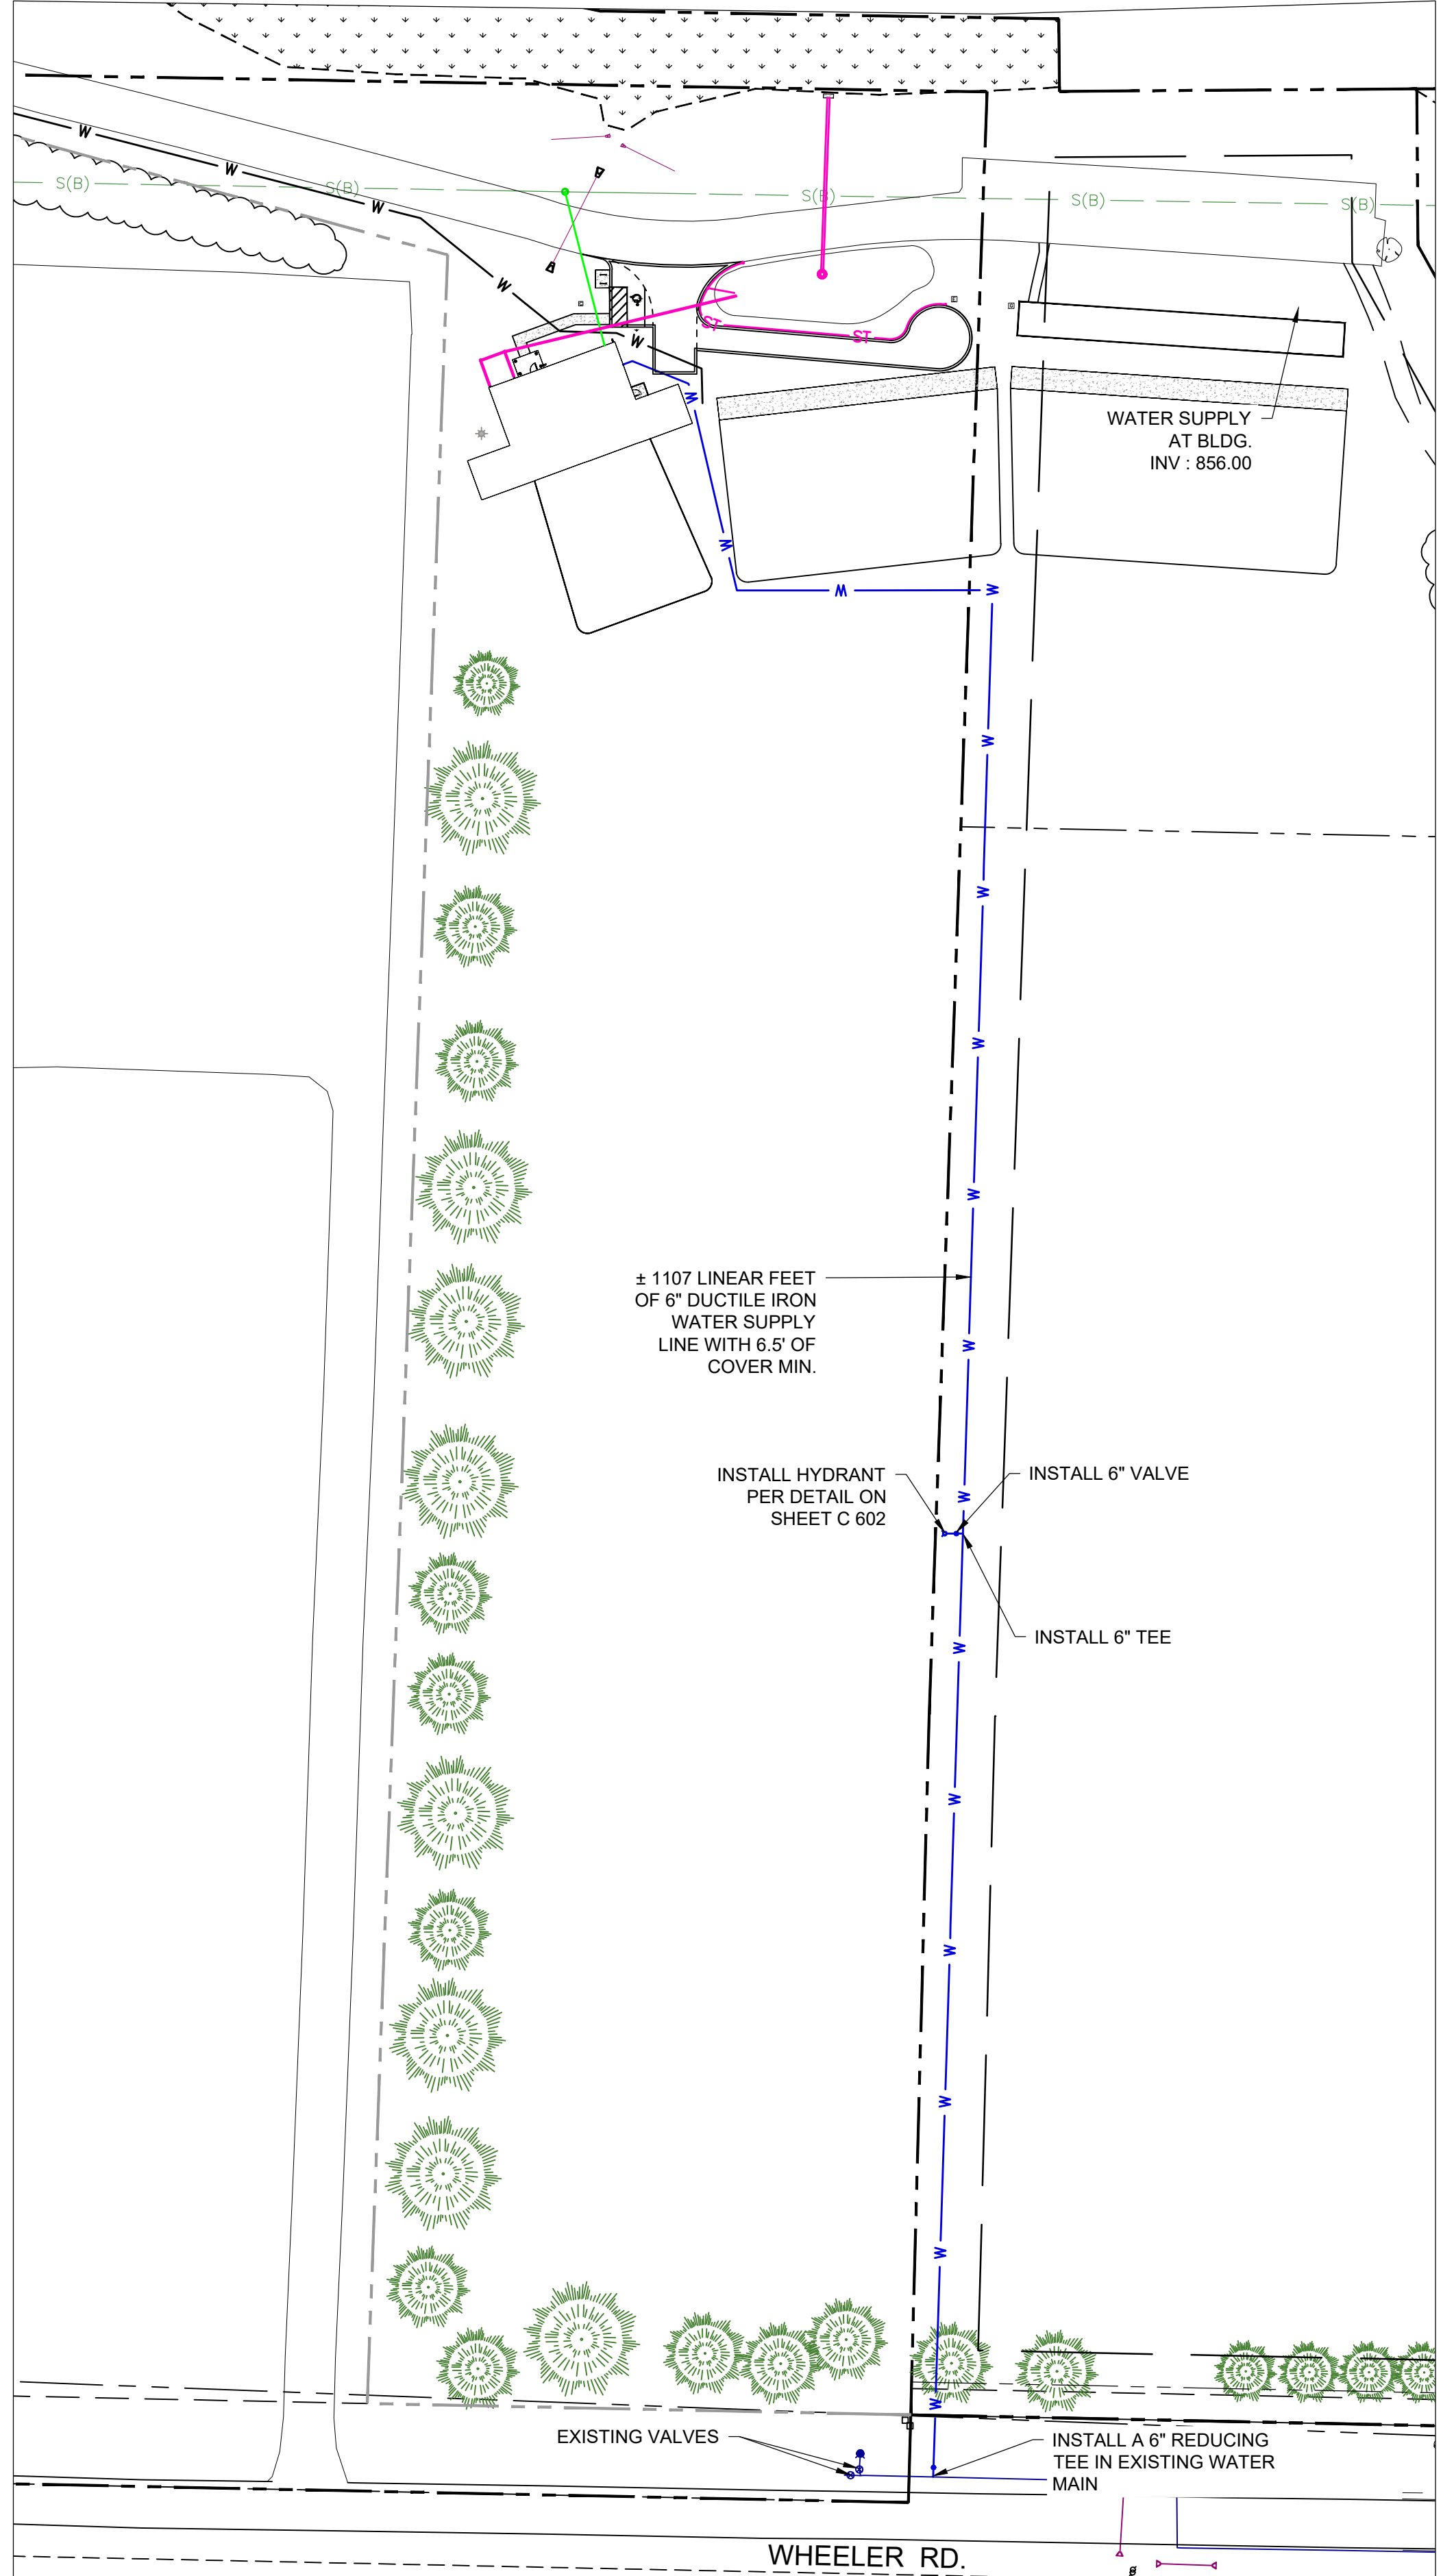 W
W
W
S(B)
S(B)
S(B)
S(B)
S(B)
W
W
ST
ST
W
WATER SUPPLY
AT BLDG.
INV : 856.00
W
W
W
W
W
W
W
± 1107 LINEAR FEET
OF 6" DUCTILE IRON
WATER SUPPLY
LINE WITH 6.5' OF
COVER MIN.
W
INSTALL HYDRANT
PER DETAIL ON
SHEET C 602
INSTALL 6" VALVE
W
INSTALL 6" TEE
W
W
W
W
W
W
EXISTING VALVES
INSTALL A 6" REDUCING
TEE IN EXISTING WATER
MAIN
WHEELER RD.